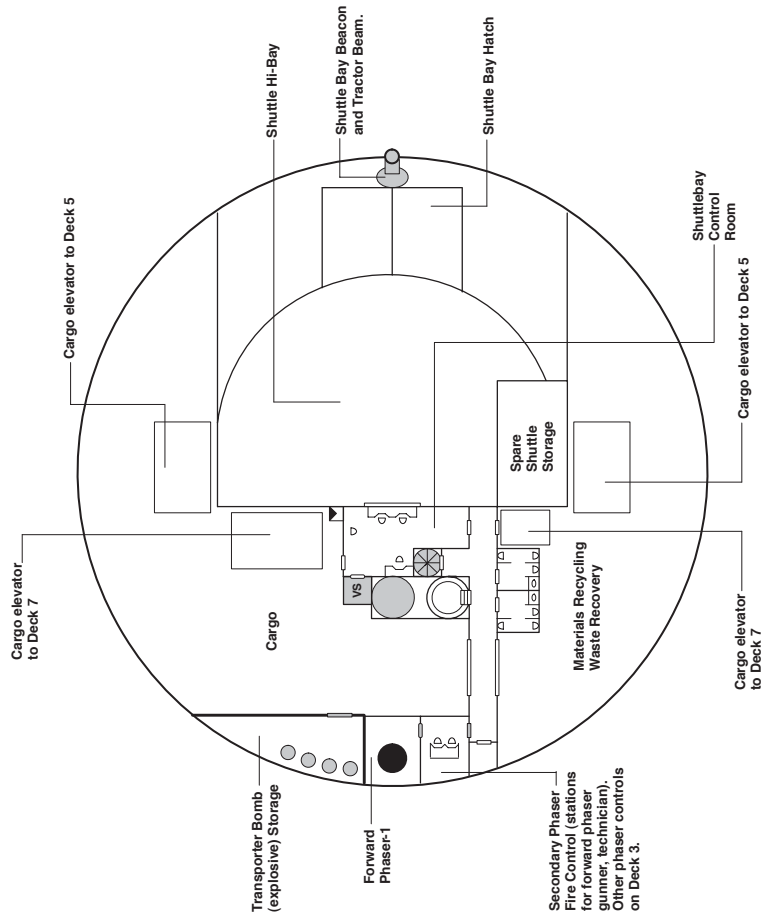 Shuttle Hi-Bay
Shuttle Bay Beacon
and Tractor Beam.
Shuttle Bay Hatch
Cargo elevator to Deck 5
Shuttlebay
Control
Room
Cargo elevator to Deck 5
Spare
Shuttle
Storage
Cargo elevator
to Deck 7
Cargo
VS
Materials Recycling
Waste Recovery
Cargo elevator
to Deck 7
Transporter Bomb
(explosive) Storage
Forward
Phaser-1
Secondary Phaser
Fire Control (stations
for forward phaser
gunner, technician).
Other phaser controls
on Deck 3.